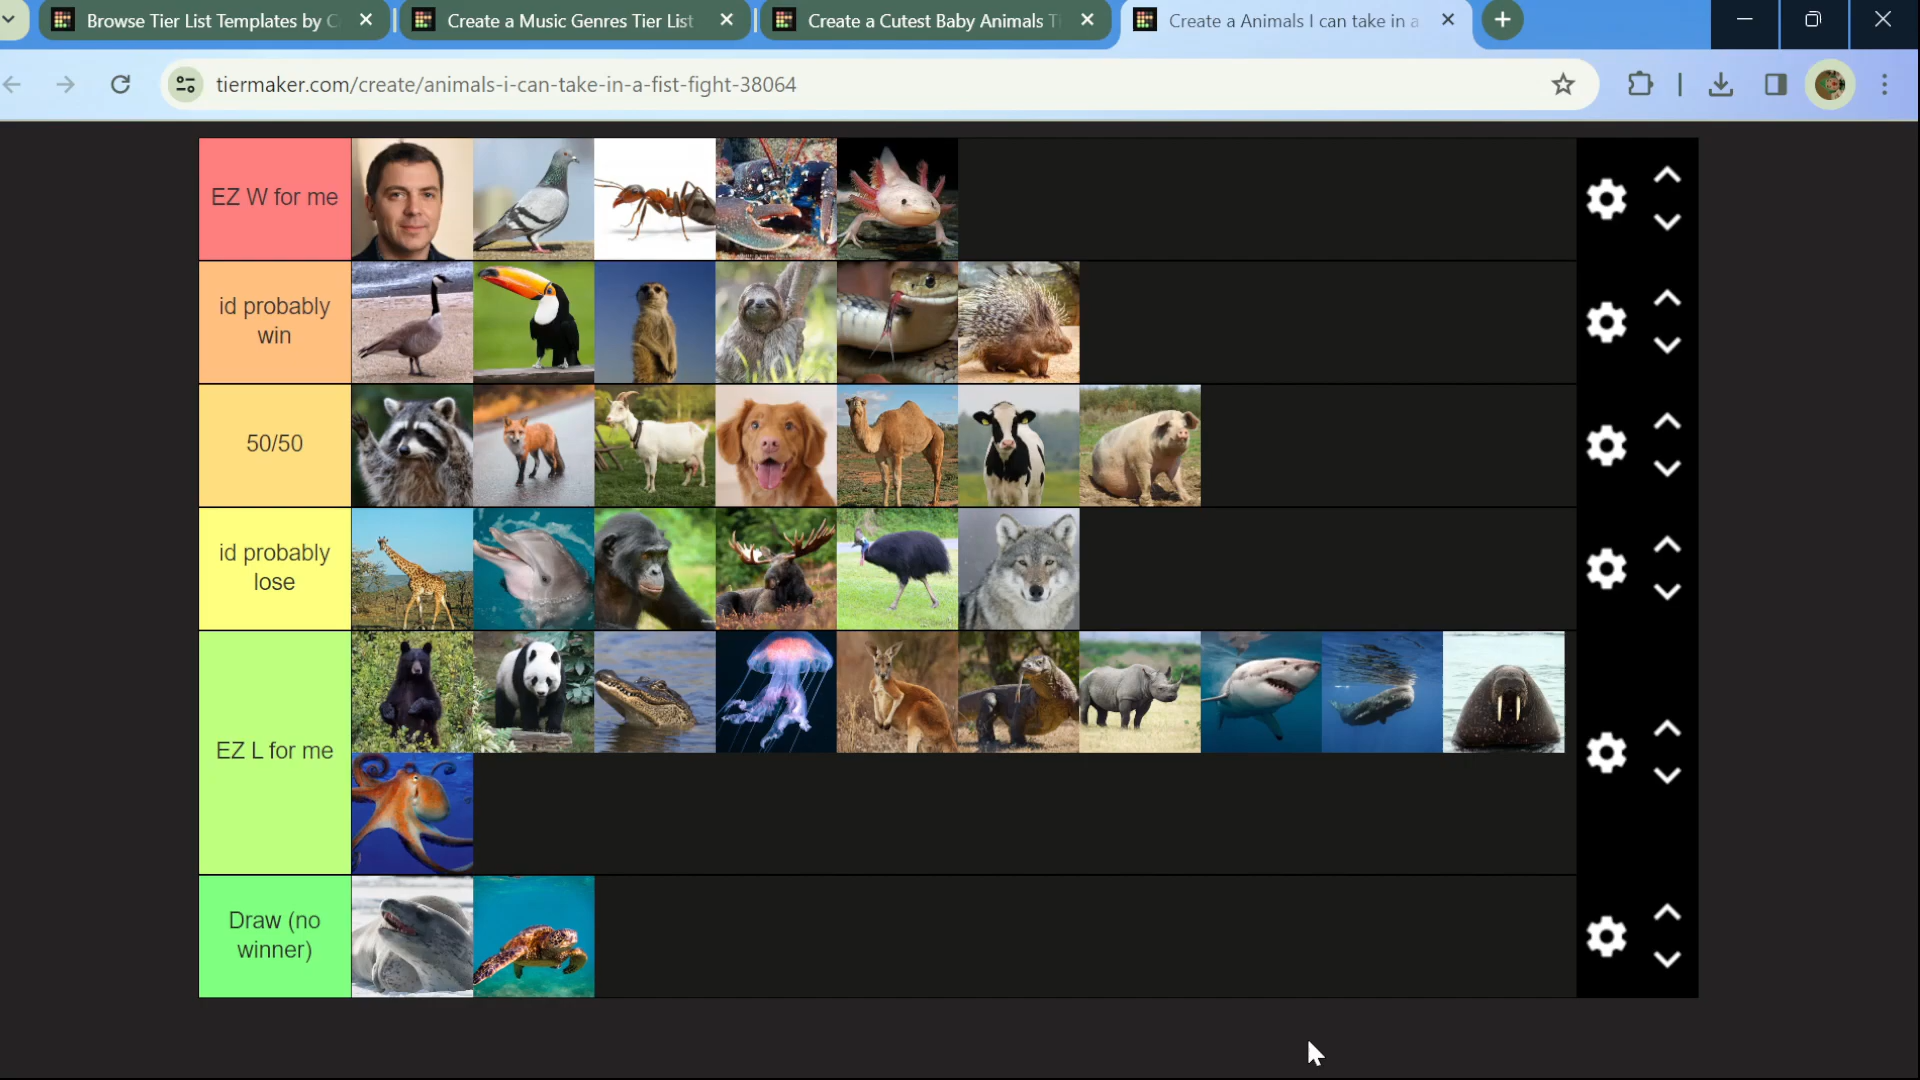 Browse Tier List Templates by C
Create a Music Genres Tier List
Create a Cutest Baby Animals Ti
Create a Animals I can take in a
tiermaker.com/create/animals-i-can-take-in-a-fist-fight-38064
EZ W for me
id probably
win
50/50
id probably
lose
EZ L for me
Draw (no
winner)